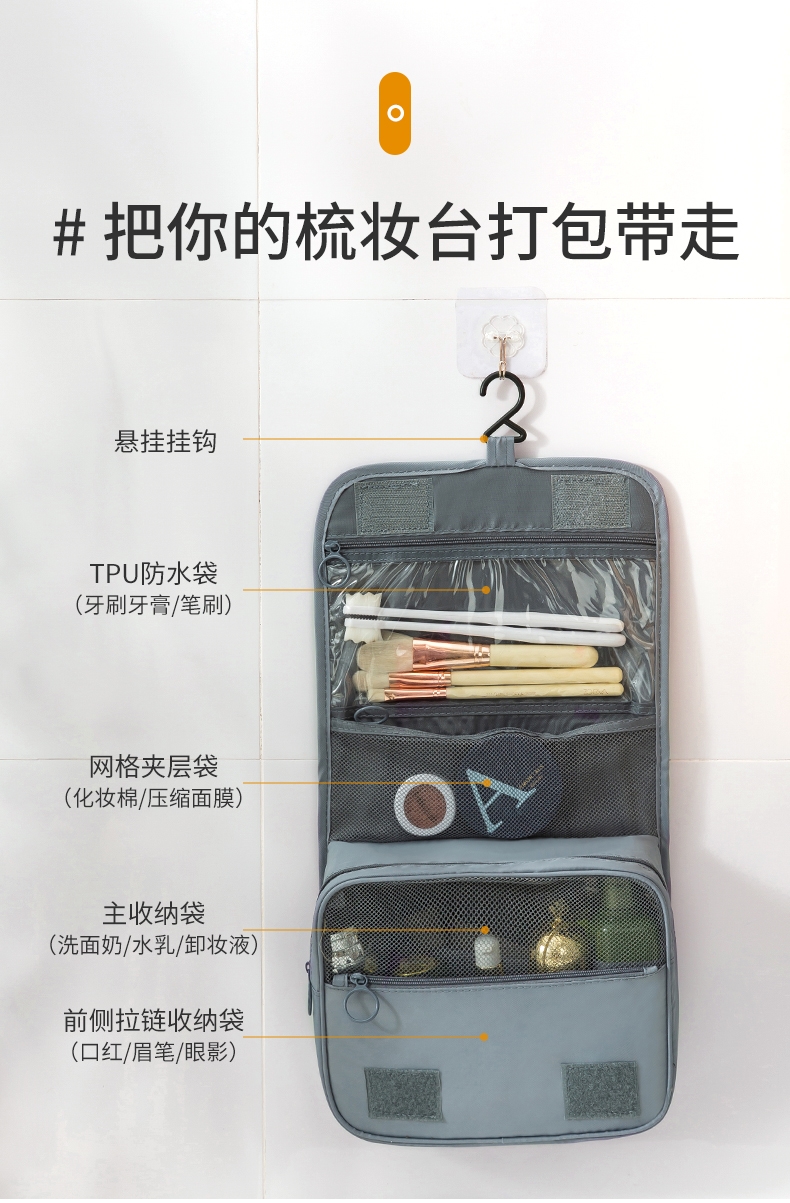 # 把你的梳妆台打包带走
悬挂挂钩
TPU防水袋
（牙刷牙膏/笔刷）
网格夹层袋
（化妆棉/压缩面膜）
A
主收纳袋
（洗面奶/水乳/卸妆液）
前侧拉链收纳袋
（口红/眉笔/眼影）